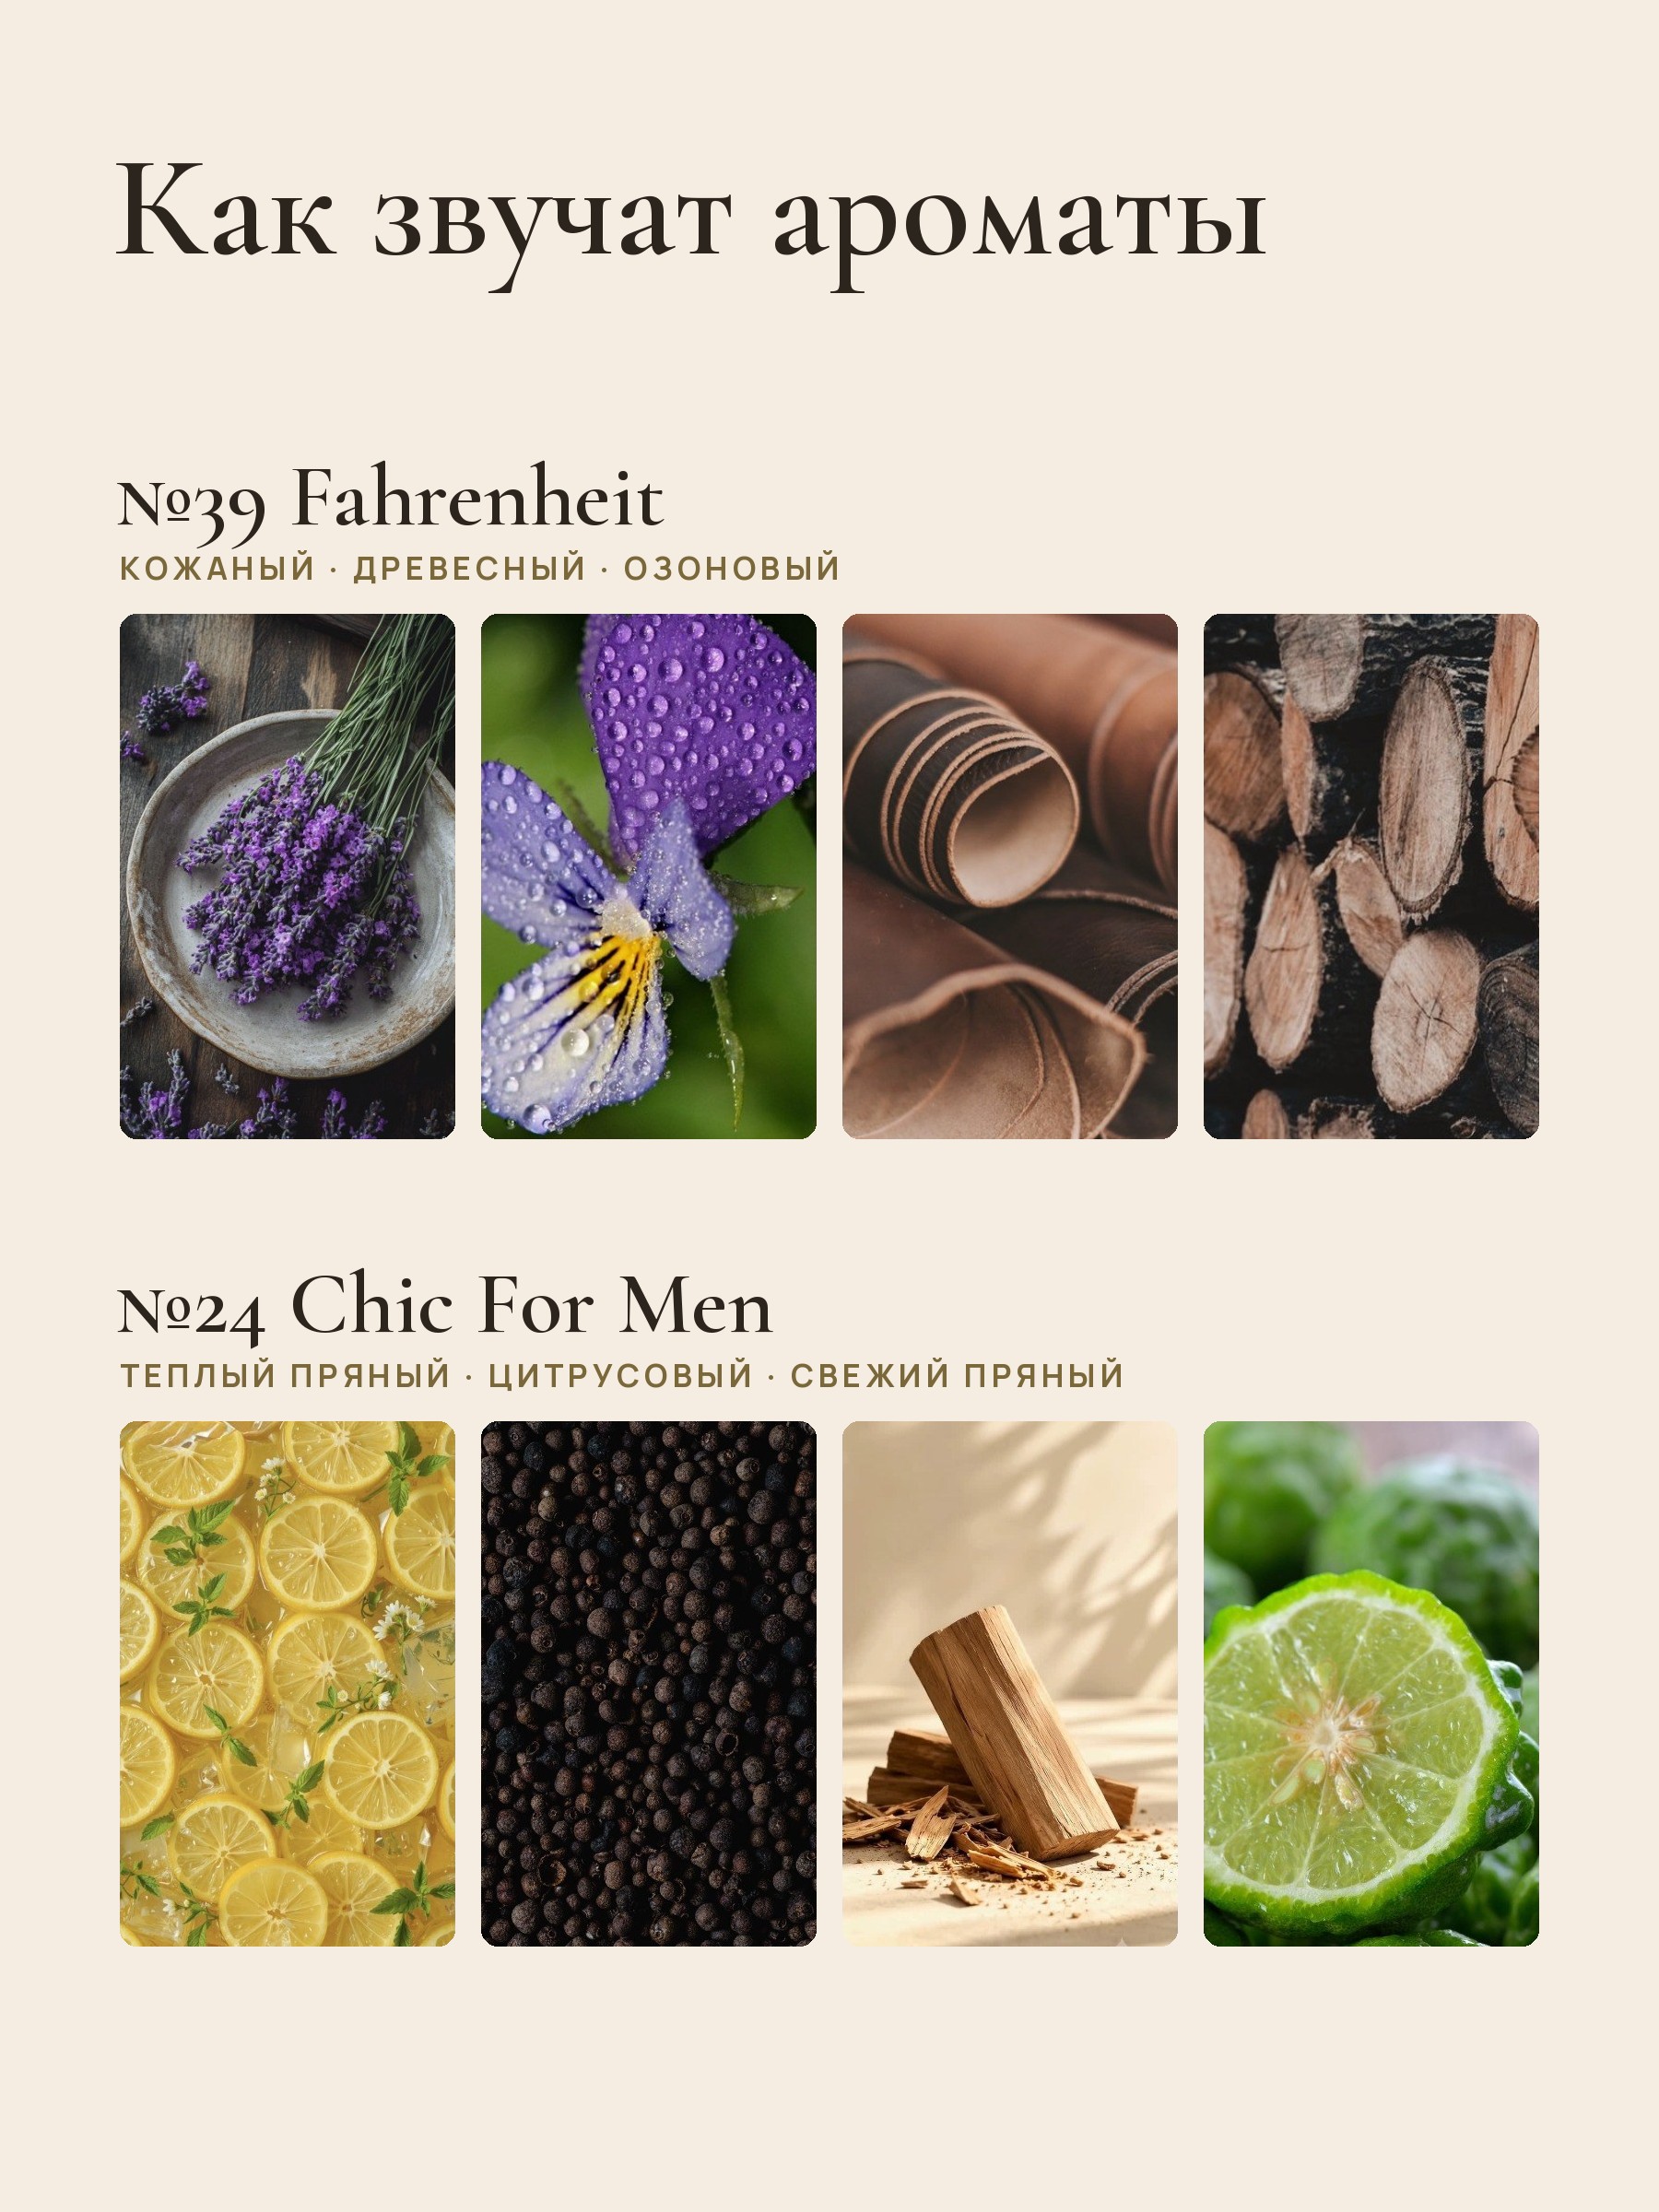 Как звучат ароматы
№39 Fahrenheit
КОЖАНЫЙ · ДРЕВЕСНЫЙ · ОЗОНОВЫЙ
№24 Chic For Men
ТЕПЛЫЙ ПРЯНЫЙ · ЦИТРУСОВЫЙ · СВЕЖИЙ ПРЯНЫЙ